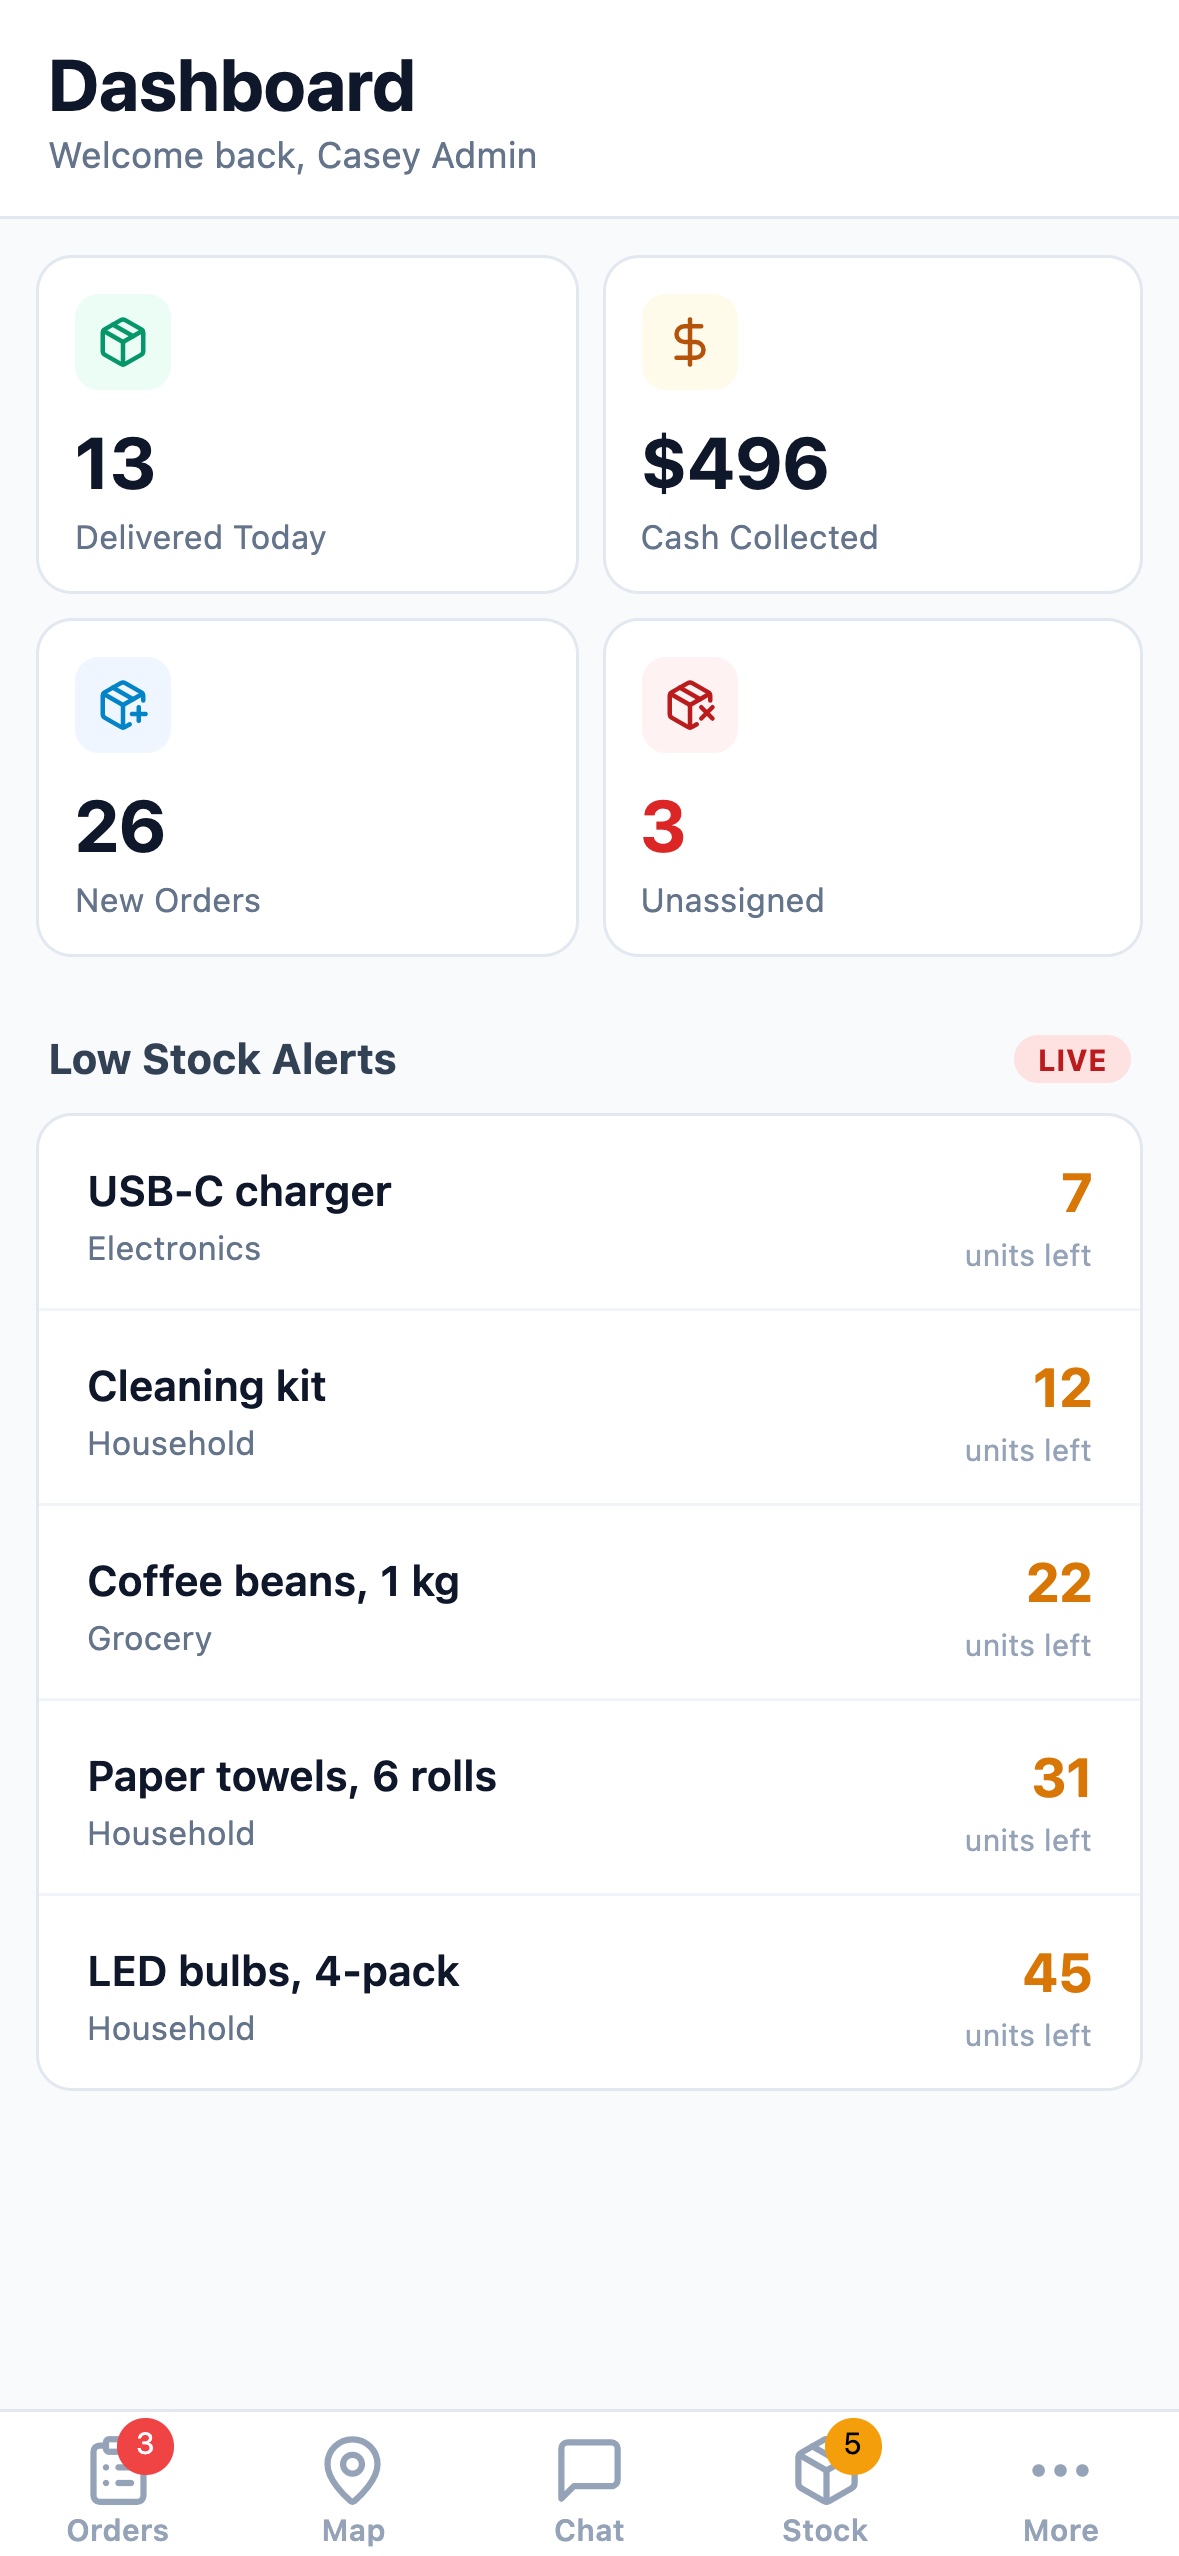 Dashboard
Welcome back, Casey Admin
13
Delivered Today
$496
Cash Collected
26
New Orders
3
Unassigned
Low Stock Alerts
LIVE
USB-C charger
Electronics
7
units left
Cleaning kit
Household
12
units left
Coffee beans, 1 kg
Grocery
22
units left
Paper towels, 6 rolls
Household
31
units left
LED bulbs, 4-pack
Household
45
units left
3
Orders
Map
Chat
5
Stock
More